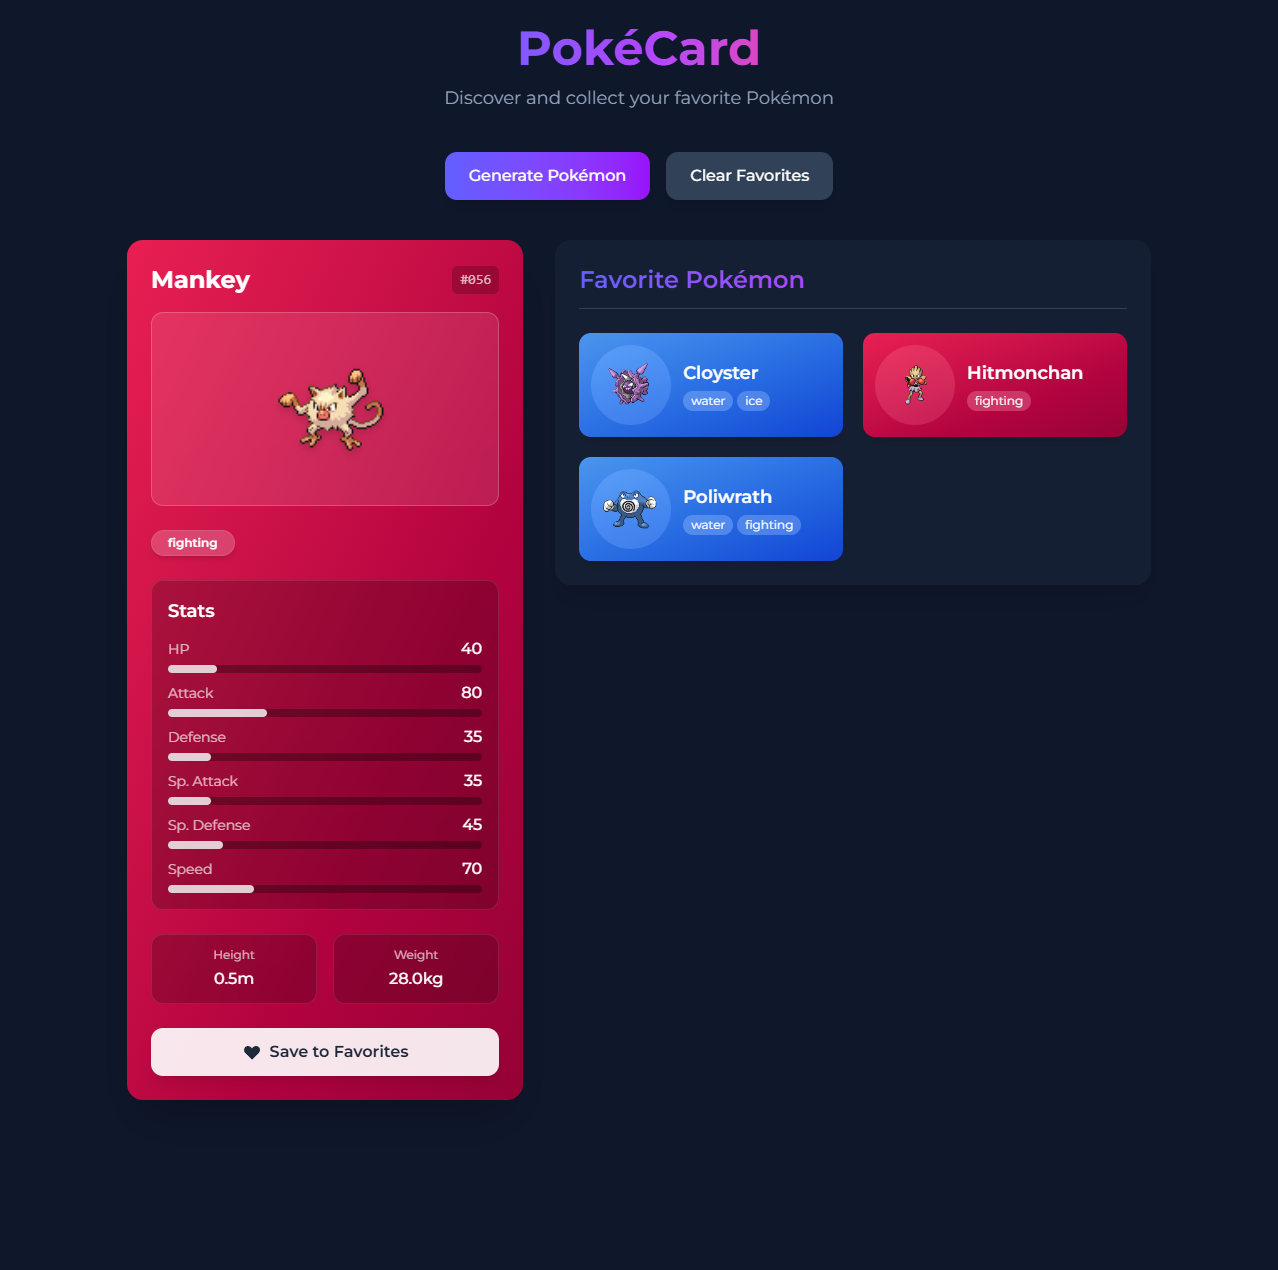 PokéCard
Discover and collect your favorite Pokémon
Generate Pokémon
Clear Favorites
Mankey
#056
fighting
Stats
HP 40
Attack 80
Defense 35
Sp. Attack 35
Sp. Defense 45
Speed 70
Height
0.5m
Weight
28.0kg
Save to Favorites
Favorite Pokémon
Cloyster
water ice
Hitmonchan
fighting
Poliwrath
water fighting